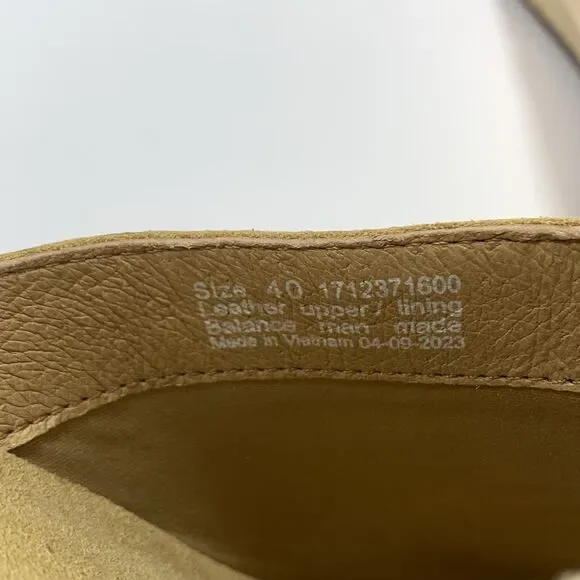 Size 40 1712371600
Leather upper/ lining
Balance man made
Made in Vietnam 04-09-2023